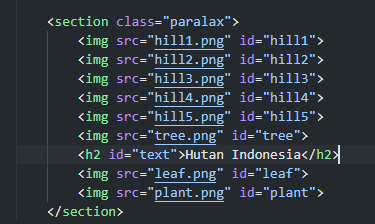 <section class="paralax">
<img src="hill1.png" id="hill1">
<img src="hill2.png" id="hill2">
<img src="hill3.png" id="hill3">
<img src="hill4.png" id="hill4">
<img src="hill5.png" id="hill5">
<img src="tree.png" id="tree">
<h2 id="text">Hutan Indonesia</h2>
<img src="leaf.png" id="leaf">
<img src="plant.png" id="plant">
</section>